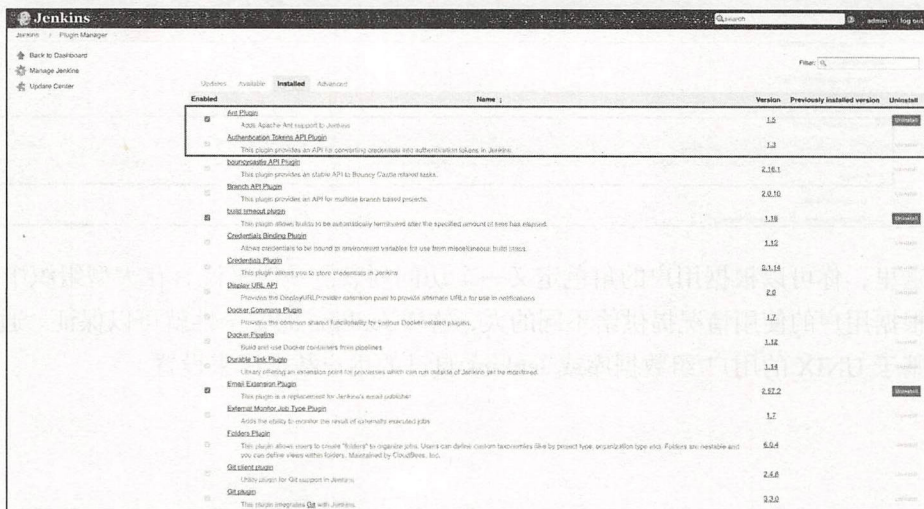 Jenkins
search
admin
log out
Jenkins / Plugin Manager
Back to Dashboard
Manage Jenkins
Update Center
Filter:
Updates Available Installed Advanced
Enabled Name ↓ Version Previously installed version Uninstall
Ant Plugin
Adds Apache Ant support to Jenkins
1.5
Uninstall
Authentication Tokens API Plugin
This plugin provides an API for converting credentials into authentication tokens in Jenkins.
1.3
bouncycastle API Plugin
This plugin provides an stable API to Bouncy Castle related tasks.
2.16.1
Branch API Plugin
This plugin provides an API for multiple branch based projects.
2.0.10
build timeout plugin
This plugin allows builds to be automatically terminated after the specified amount of time has elapsed.
1.18
Uninstall
Credentials Binding Plugin
Allows credentials to be bound to environment variables for use from miscellaneous build steps.
1.12
Credentials Plugin
This plugin allows you to store credentials in Jenkins.
2.1.14
Display URL API
Provides the DisplayURLProvider extension point to provide alternate URLs for use in notifications
2.0
Docker Commons Plugin
Provides the common shared functionality for various Docker related plugins.
1.7
Docker Pipeline
Build and use Docker containers from pipelines
1.12
Durable Task Plugin
Library offering an extension point for processes which can run outside of Jenkins yet be monitored.
1.14
Email Extension Plugin
This plugin is a replacement for Jenkins's email publisher
2.57.2
Uninstall
External Monitor Job Type Plugin
Adds the ability to monitor the result of externally executed jobs
1.7
Folders Plugin
This plugin allows users to create "folders" to organize jobs. Users can define custom taxonomies (like by project type, organization type etc). Folders are nestable and
you can define views within folders. Maintained by CloudBees, Inc.
6.0.4
Git client plugin
Utility plugin for Git support in Jenkins
2.4.6
Git plugin
This plugin integrates Git with Jenkins.
3.3.0